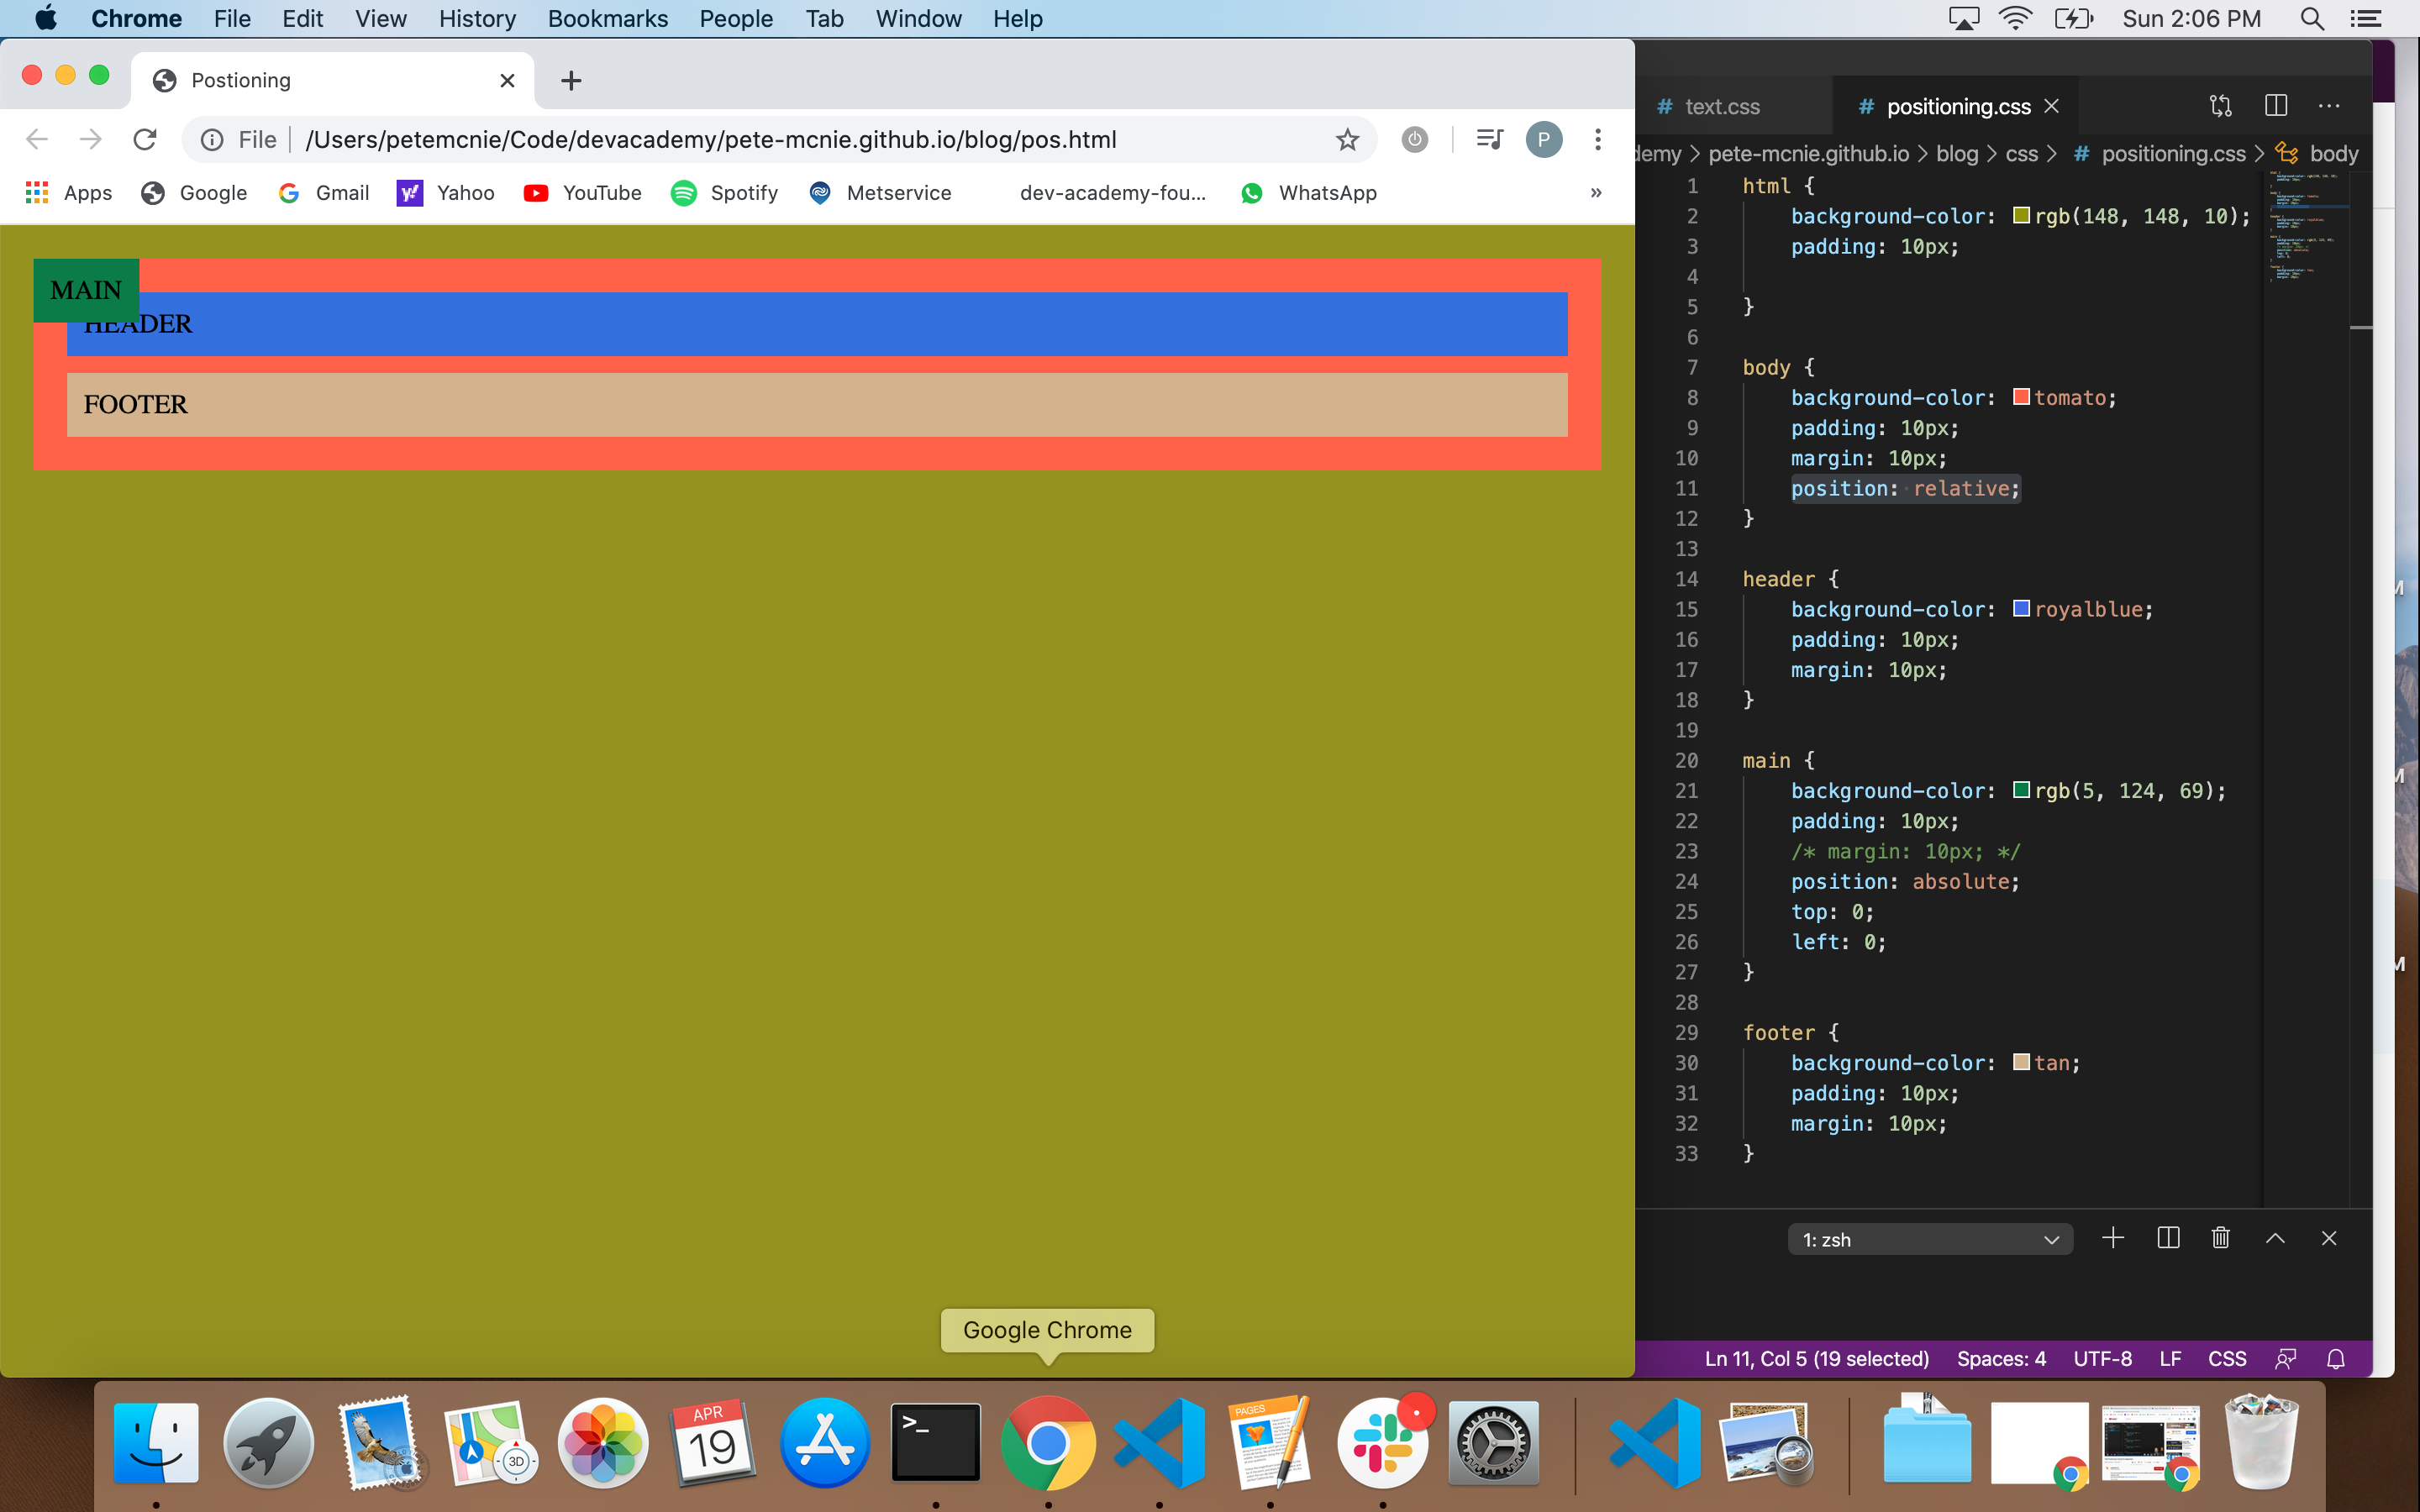 Chrome File Edit View History Bookmarks People Tab Window Help Sun 2:06 PM
Postioning
File /Users/petemcnie/Code/devacademy/pete-mcnie.github.io/blog/pos.html P
Apps Google Gmail Yahoo YouTube Spotify Metservice dev-academy-fou... WhatsApp »
MAIN
HEADER
FOOTER
# text.css # positioning.css
demy > pete-mcnie.github.io > blog > css > # positioning.css > body
1 html {
2 background-color: rgb(148, 148, 10);
3 padding: 10px;
4
5 }
6
7 body {
8 background-color: tomato;
9 padding: 10px;
10 margin: 10px;
11 position: relative;
12 }
13
14 header {
15 background-color: royalblue;
16 padding: 10px;
17 margin: 10px;
18 }
19
20 main {
21 background-color: rgb(5, 124, 69);
22 padding: 10px;
23 /* margin: 10px; */
24 position: absolute;
25 top: 0;
26 left: 0;
27 }
28
29 footer {
30 background-color: tan;
31 padding: 10px;
32 margin: 10px;
33 }
1: zsh
Google Chrome
Ln 11, Col 5 (19 selected) Spaces: 4 UTF-8 LF CSS
3D
APR
19
>_
PAGES